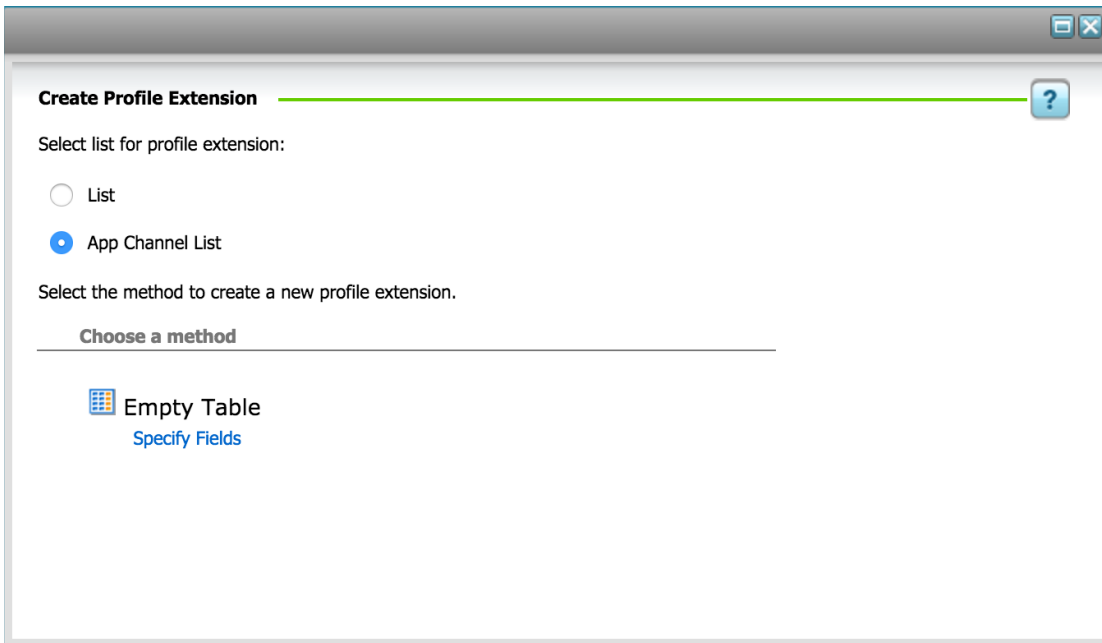 Create Profile Extension
?
Select list for profile extension:
List
App Channel List
Select the method to create a new profile extension.
Choose a method
Empty Table
Specify Fields